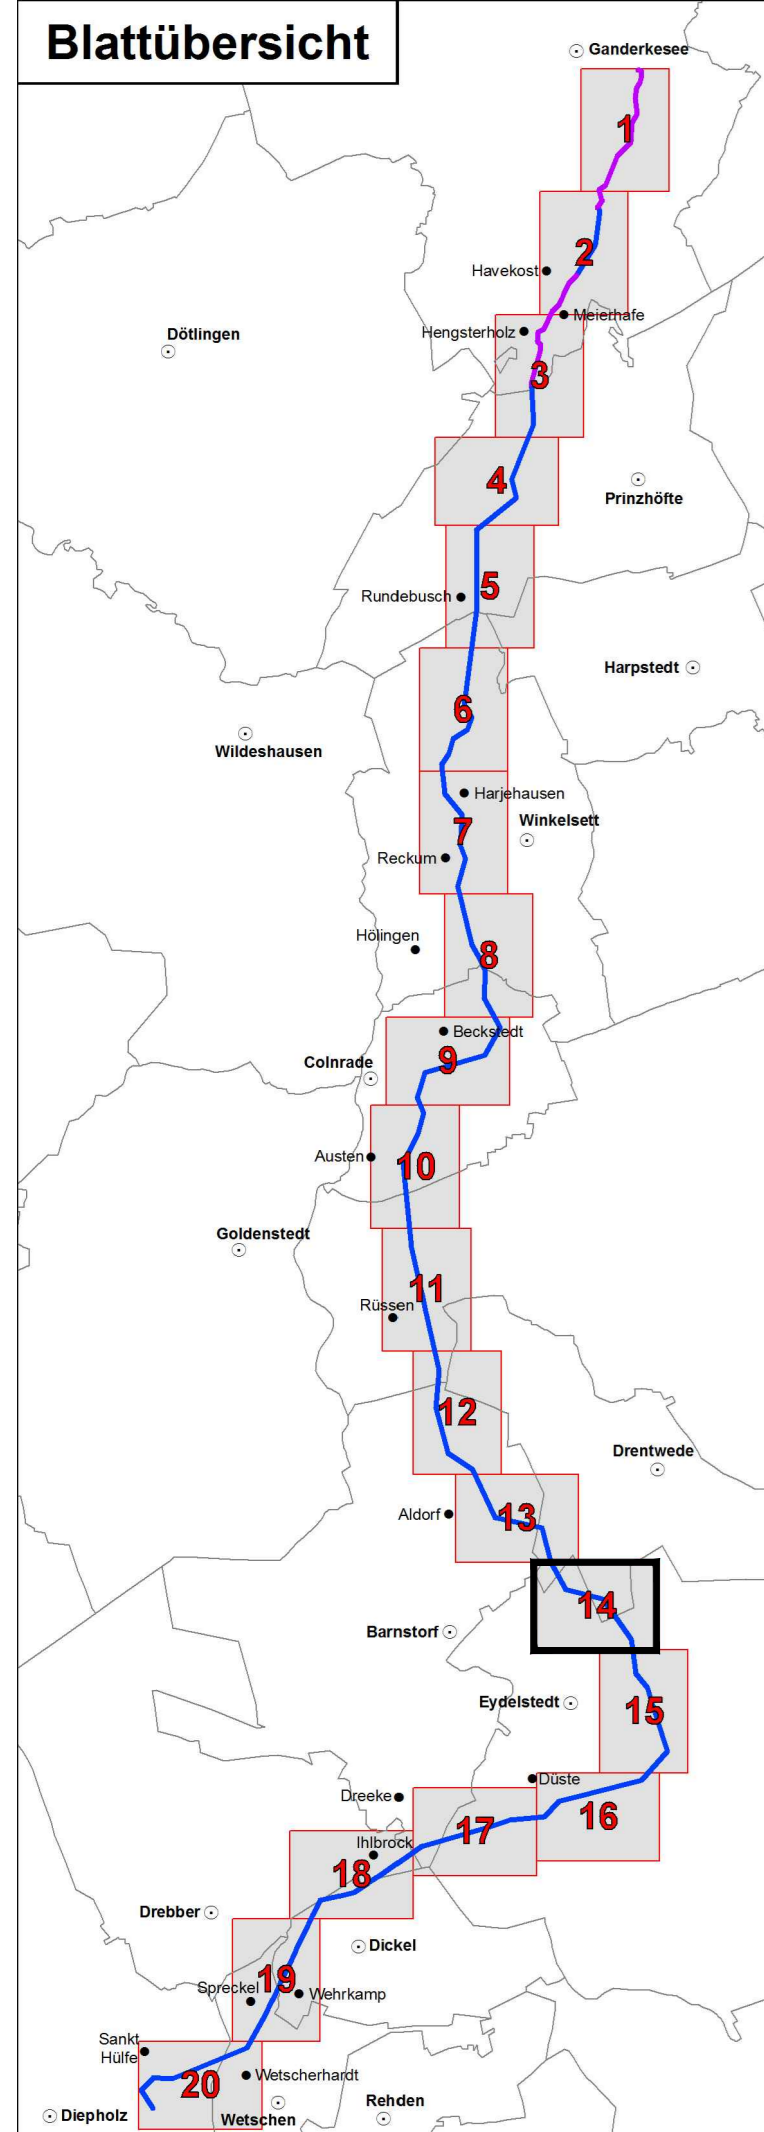 Blattübersicht
Ganderkesee
1
2
Havekost
Meierhafe
Hengsterholz
Dötlingen
3
4
Prinzhöfte
5
Rundebusch
Harpstedt
6
Wildeshausen
Harjehausen
Winkelsett
7
Reckum
Hölingen
8
Beckstedt
9
Colnrade
Austen
10
Goldenstedt
11
Rüssen
12
Drentwede
Aldorf
13
14
Barnstorf
Eydelstedt
15
Düste
Dreeke
16
17
Ihlbrock
18
Drebber
Dickel
19
Spreckel
Wehrkamp
Sankt
Hülfe
Wetscherhardt
20
Rehden
Diepholz
Wetschen